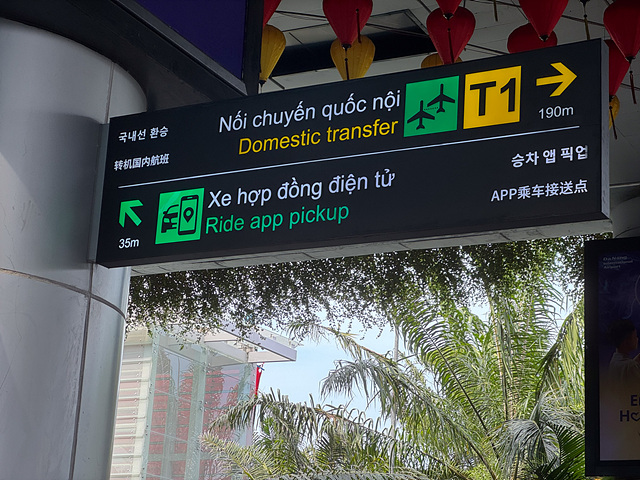 국내선 환승
转机国内航班
Nối chuyến quốc nội
Domestic transfer
T1
190m
35m
Xe hợp đồng điện tử
Ride app pickup
승차 앱 픽업
APP乘车接送点